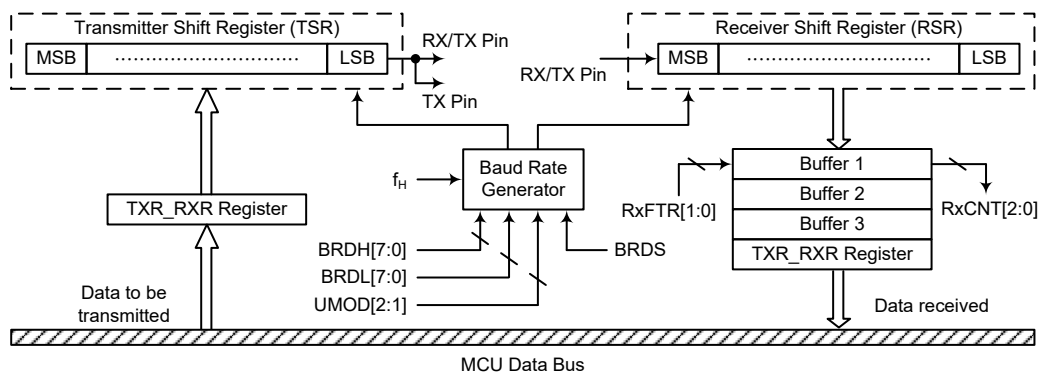 Transmitter Shift Register (TSR)
MSB
LSB
RX/TX Pin
TX Pin
Receiver Shift Register (RSR)
RX/TX Pin
MSB
LSB
TXR_RXR Register
Data to be
transmitted
Baud Rate
Generator
fH
BRDH[7:0]
BRDL[7:0]
UMOD[2:1]
BRDS
RxFTR[1:0]
Buffer 1
Buffer 2
Buffer 3
TXR_RXR Register
RxCNT[2:0]
Data received
MCU Data Bus